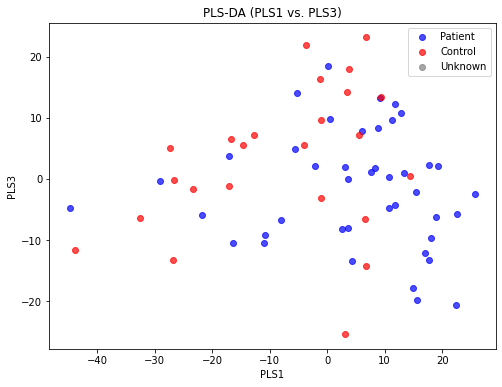 PLS-DA (PLS1 vs. PLS3)
Patient
Control
Unknown
20
10
0
−10
−20
PLS3
−40
−30
−20
−10
0
10
20
PLS1